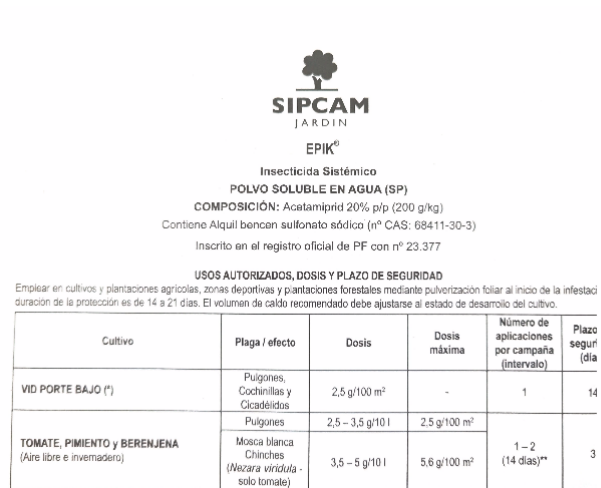 SIPCAM
JARDIN
EPIK®
Insecticida Sistémico
POLVO SOLUBLE EN AGUA (SP)
COMPOSICIÓN: Acetamiprid 20% p/p (200 g/kg)
Contiene Alquil bencen sulfonato sódico (nº CAS: 68411-30-3)
Inscrito en el registro oficial de PF con nº 23.377
USOS AUTORIZADOS, DOSIS Y PLAZO DE SEGURIDAD
Emplear en cultivos y plantaciones agrícolas, zonas deportivas y plantaciones forestales mediante pulverización foliar al inicio de la infestaci
duración de la protección es de 14 a 21 días. El volumen de caldo recomendado debe ajustarse al estado de desarrollo del cultivo.
Cultivo
Plaga / efecto
Dosis
Dosis
máxima
Número de
aplicaciones
por campaña
(intervalo)
Plazo
seguri
(día
VID PORTE BAJO (*)
Pulgones,
Cochinillas y
Cicadélidos
2,5 g/100 m²
-
1
14
TOMATE, PIMIENTO y BERENJENA
(Aire libre e invernadero)
Pulgones
2,5 – 3,5g/10 l
2,5 g/100 m²
Mosca blanca
Chinches
(Nezara viridula -
solo tomate)
3,5 – 5 g/10 l
5,6 g/100 m²
1 – 2
(14 días)**
3